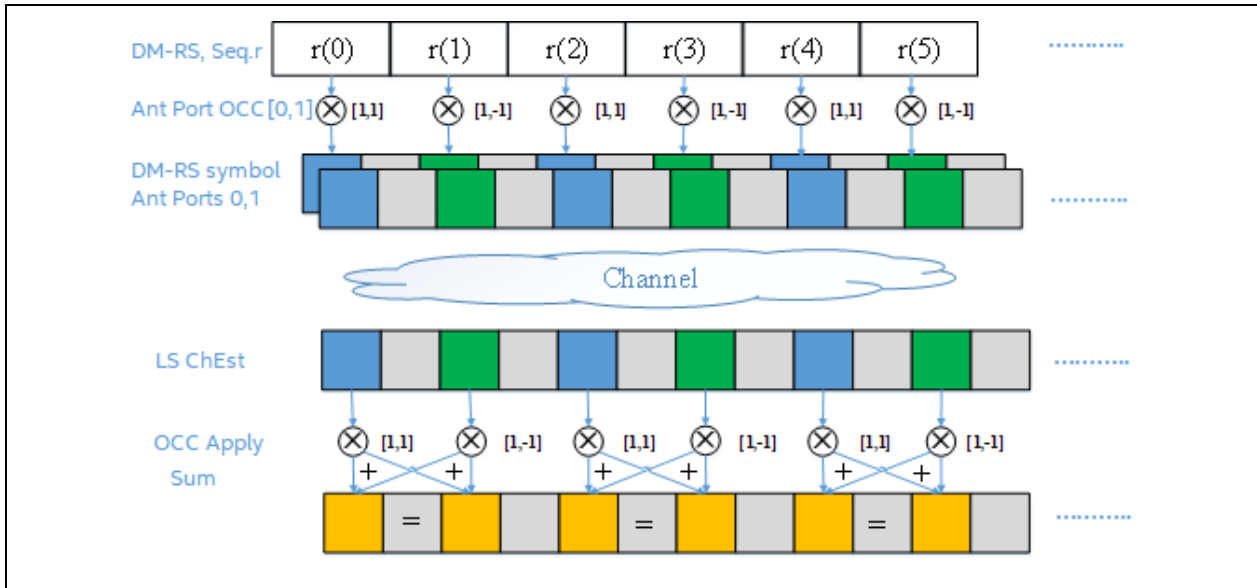 DM-RS, Seq.r r(0) r(1) r(2) r(3) r(4) r(5) ...........
Ant Port OCC [0,1] [1,1] [1,-1] [1,1] [1,-1] [1,1] [1,-1]
DM-RS symbol
Ant Ports 0,1 ...........
Channel
LS ChEst ...........
OCC Apply [1,1] [1,-1] [1,1] [1,-1] [1,1] [1,-1]
Sum + + + + + +
= = = ...........